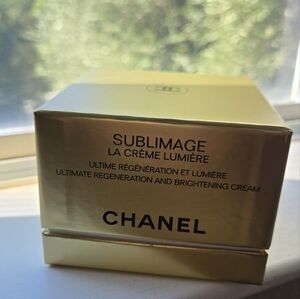 SUBLIMAGE
LA CRÈME LUMIÈRE
ULTIME RÉGÉNÉRATION ET LUMIÈRE
ULTIMATE REGENERATION AND BRIGHTENING CREAM
CHANEL